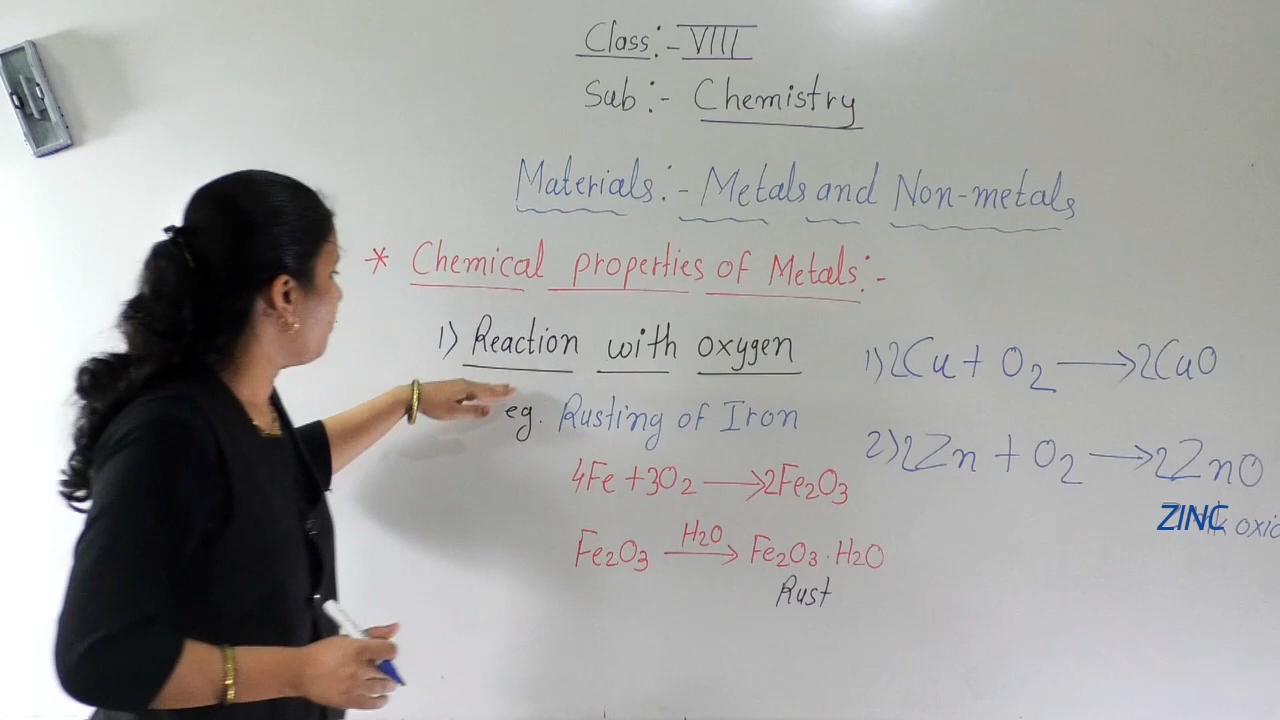 Class:- VIII
Sub:- Chemistry
Materials:- Metals and Non-metals
* Chemical properties of Metals:-
1) Reaction with oxygen
eg. Rusting of Iron
4Fe + 3O2 → 2Fe2O3
Fe2O3 H2O → Fe2O3·H2O
Rust
1) 2Cu + O2 → 2CuO
2) 2Zn + O2 → 2ZnO
ZINC oxi